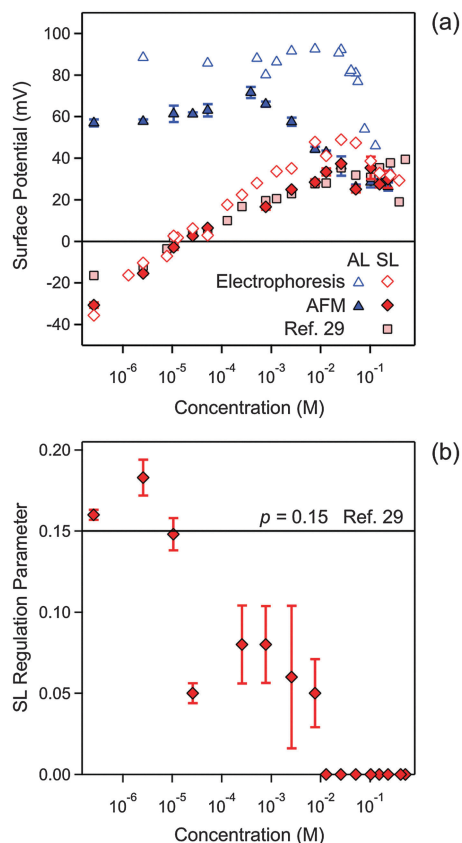 (a)
Surface Potential (mV)
100
80
60
40
20
0
-20
-40
AL SL
Electrophoresis
AFM
Ref. 29
10-6 10-5 10-4 10-3 10-2 10-1
Concentration (M)
(b)
SL Regulation Parameter
0.20
0.15
0.10
0.05
0.00
p = 0.15 Ref. 29
10-6 10-5 10-4 10-3 10-2 10-1
Concentration (M)